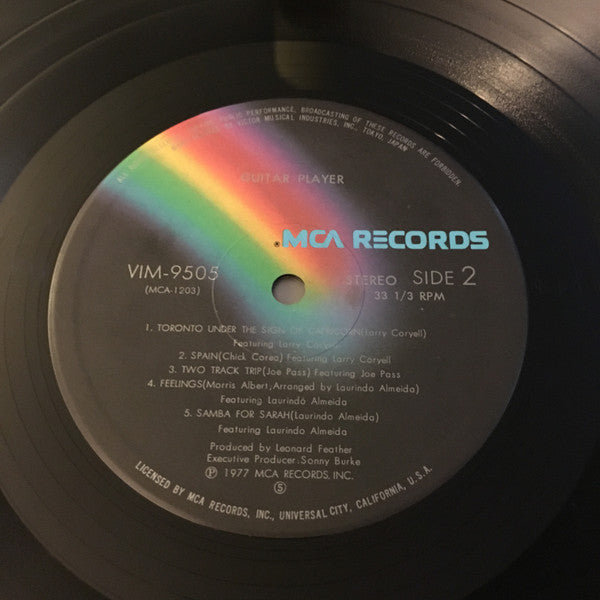 PUBLIC PERFORMANCE, BROADCASTING OF THESE RECORDS ARE FORBIDDEN.
VICTOR MUSICAL INDUSTRIES, INC., TOKYO, JAPAN
GUITAR PLAYER
®MCA RECORDS
VIM-9505
(MCA-1203)
STEREO SIDE 2
33 1/3 RPM
1. TORONTO UNDER THE SIGN OF CAPRICORN(Larry Coryell)
Featuring Larry Coryell
2. SPAIN(Chick Corea) Featuring Larry Coryell
3. TWO TRACK TRIP(Joe Pass) Featuring Joe Pass
4. FEELINGS(Morris Albert,Arranged by Laurindo Almeida)
Featuring Laurindo Almeida
5. SAMBA FOR SARAH(Laurindo Almeida)
Featuring Laurindo Almeida
Produced by Leonard Feather
Executive Producer.Sonny Burke
Ⓟ 1977 MCA RECORDS, INC.
Ⓢ
LICENSED BY MCA RECORDS, INC., UNIVERSAL CITY, CALIFORNIA, U.S.A.